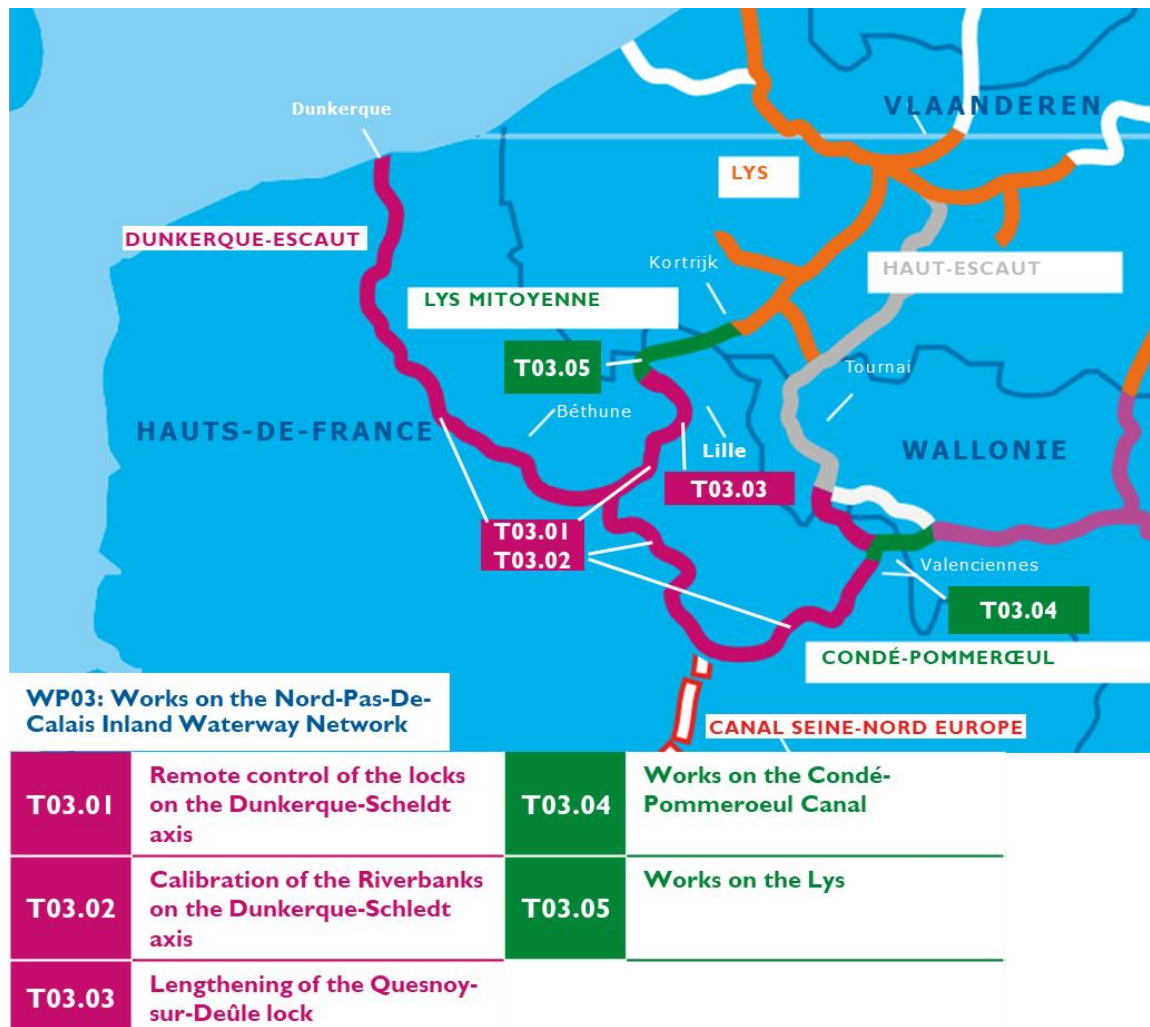 Dunkerque
VLAANDEREN
LYS
DUNKERQUE-ESCAUT
Kortrijk
HAUT-ESCAUT
LYS MITOYENNE
T03.05
Tournai
Béthune
HAUTS-DE-FRANCE
Lille
WALLONIE
T03.03
T03.01
T03.02
Valenciennes
T03.04
CONDÉ-POMMERŒUL
WP03: Works on the Nord-Pas-De-
Calais Inland Waterway Network
CANAL SEINE-NORD EUROPE
T03.01
Remote control of the locks
on the Dunkerque-Scheldt
axis
T03.04
Works on the Condé-
Pommeroeul Canal
T03.02
Calibration of the Riverbanks
on the Dunkerque-Schledt
axis
T03.05
Works on the Lys
T03.03
Lengthening of the Quesnoy-
sur-Deûle lock